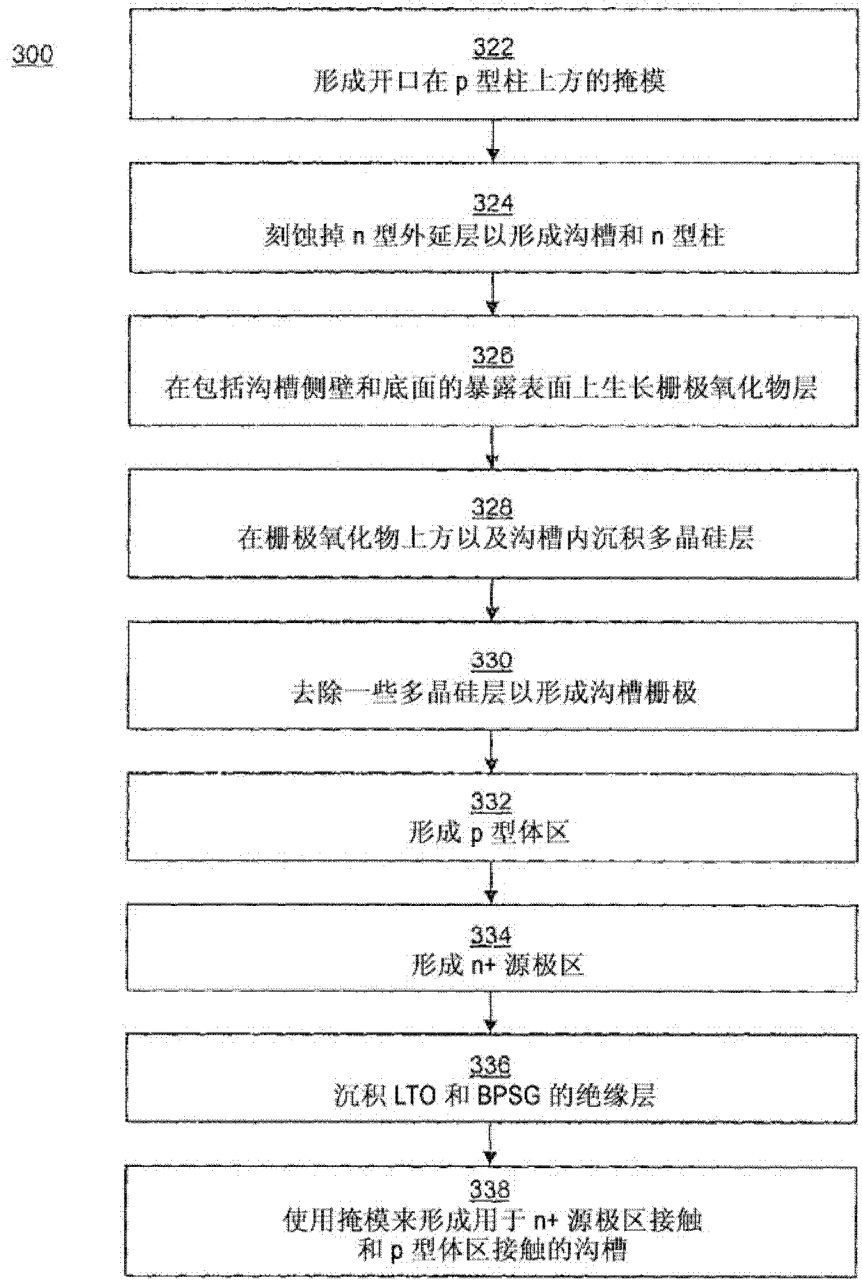 300
322
形成开口在 p 型柱上方的掩模
324
刻蚀掉 n 型外延层以形成沟槽和 n 型柱
326
在包括沟槽侧壁和底面的暴露表面上生长栅极氧化物层
328
在栅极氧化物上方以及沟槽内沉积多晶硅层
330
去除一些多晶硅层以形成沟槽栅极
332
形成 p 型体区
334
形成 n+ 源极区
336
沉积 LTO 和 BPSG 的绝缘层
338
使用掩模来形成用于 n+ 源极区接触
和 p 型体区接触的沟槽